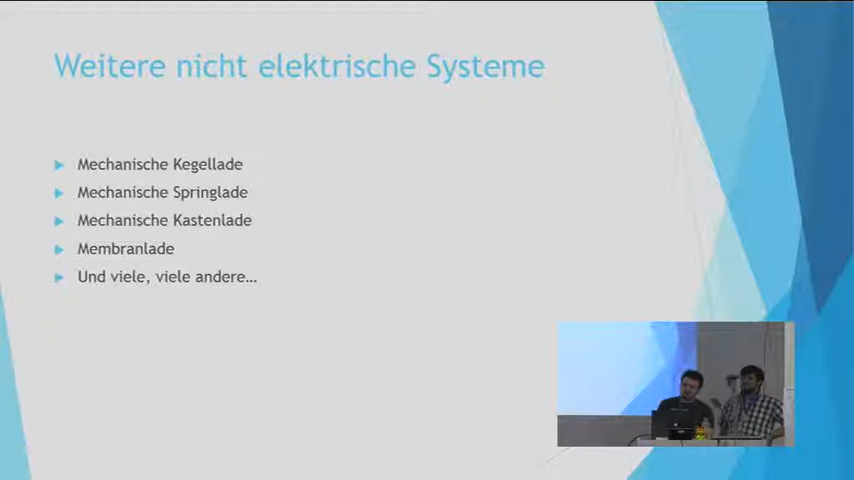 Weitere nicht elektrische Systeme
Mechanische Kegellade
Mechanische Springlade
Mechanische Kastenlade
Membranlade
Und viele, viele andere…